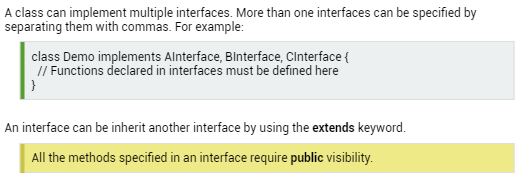 A class can implement multiple interfaces. More than one interfaces can be specified by
separating them with commas. For example:
class Demo implements AInterface, BInterface, CInterface {
// Functions declared in interfaces must be defined here
}
An interface can be inherit another interface by using the extends keyword.
All the methods specified in an interface require public visibility.